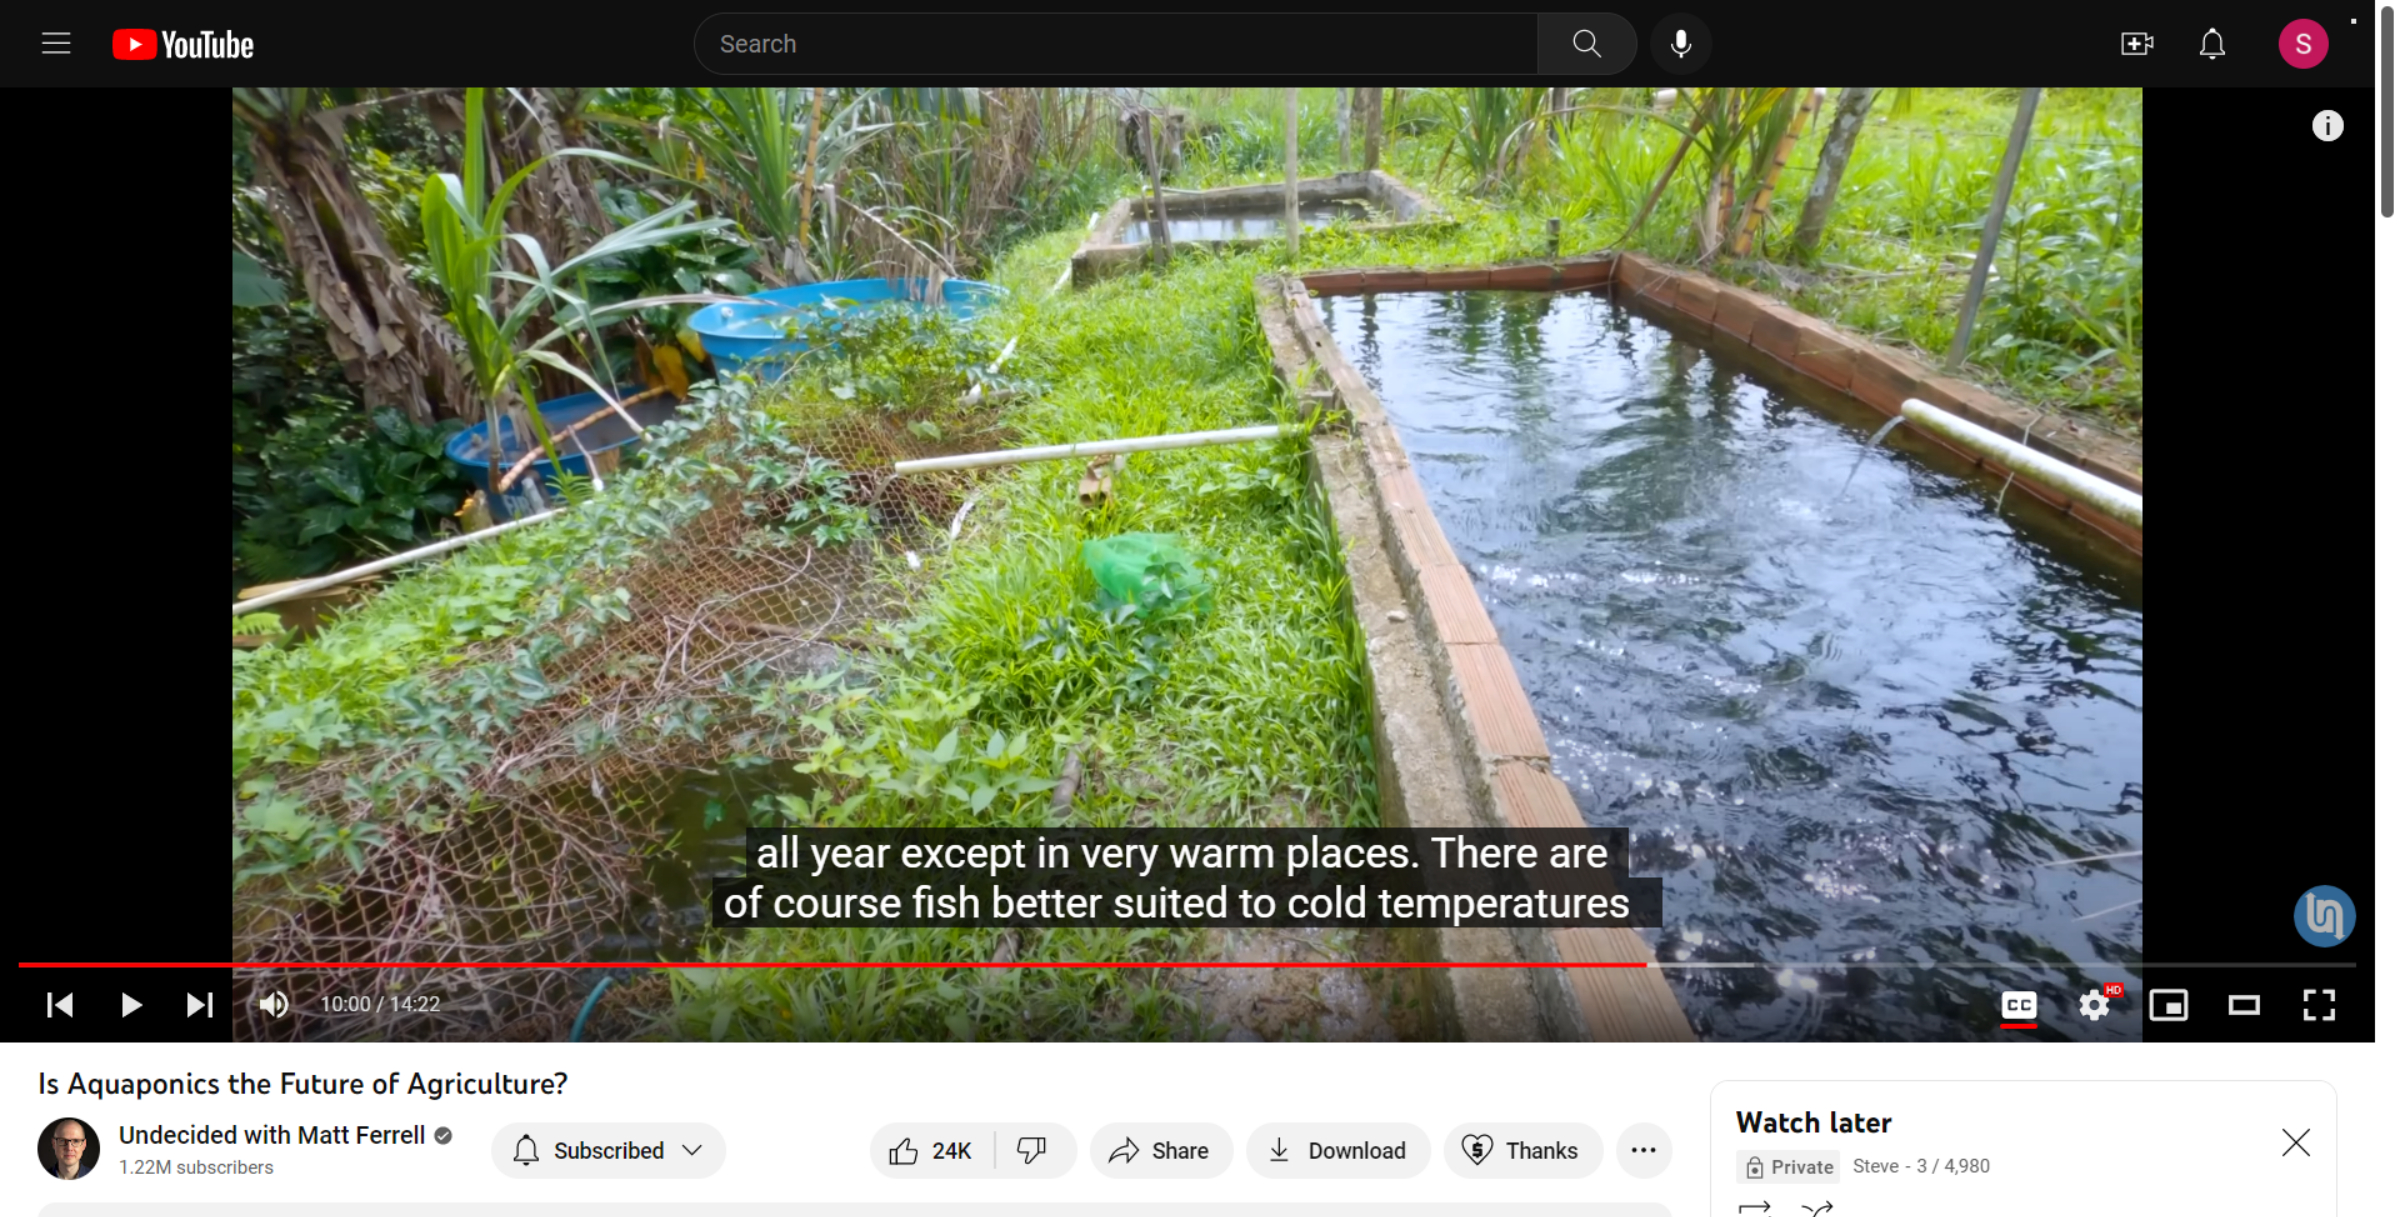 YouTube
Search
S
all year except in very warm places. There are
of course fish better suited to cold temperatures
10:00 / 14:22
CC
HD
Is Aquaponics the Future of Agriculture?
Undecided with Matt Ferrell
1.22M subscribers
Subscribed
24K
Share
Download
Thanks
Watch later
Private
Steve - 3 / 4,980